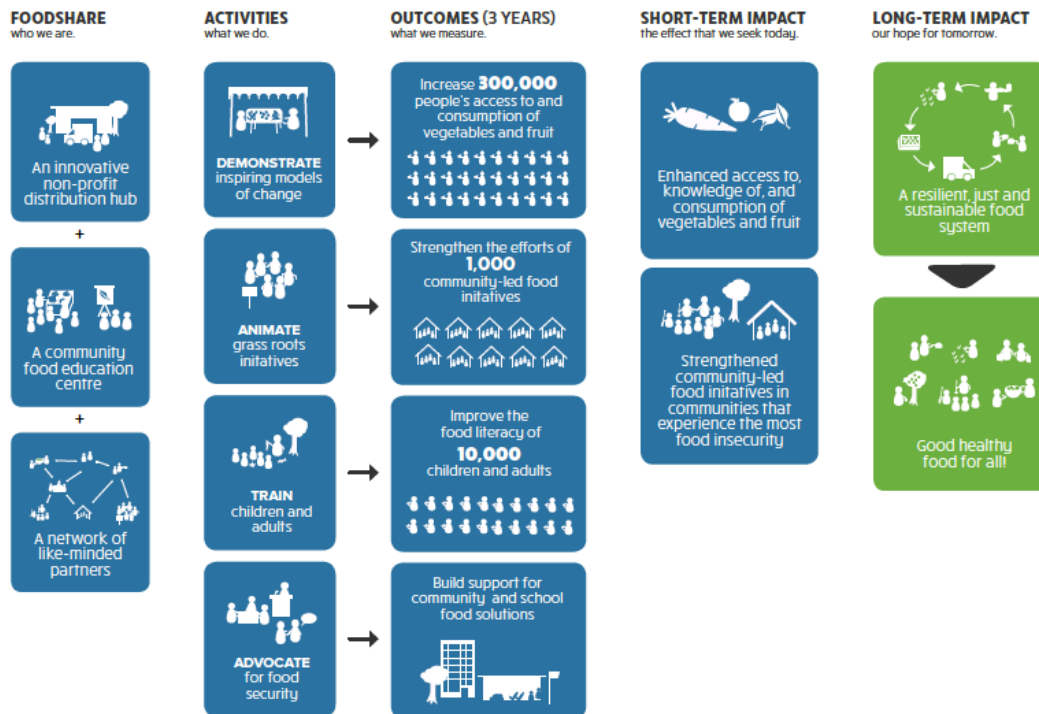 FOODSHARE
who we are.
An innovative
non-profit
distribution hub
+
A community
food education
centre
+
A network of
like-minded
partners
ACTIVITIES
what we do.
DEMONSTRATE
inspiring models
of change
ANIMATE
grass roots
initatives
TRAIN
children and
adults
ADVOCATE
for food
security
OUTCOMES (3 YEARS)
what we measure.
Increase 300,000
people's access to and
consumption of
vegetables and fruit
Strengthen the efforts of
1,000
community-led food
initatives
Improve the
food literacy of
10,000
children and adults
Build support for
community and school
food solutions
SHORT-TERM IMPACT
the effect that we seek today.
Enhanced access to,
knowledge of, and
consumption of
vegetables and fruit
Strengthened
community-led
food initatives in
communities that
experience the most
food insecurity
LONG-TERM IMPACT
our hope for tomorrow.
A resilient, just and
sustainable food
system
Good healthy
food for all!